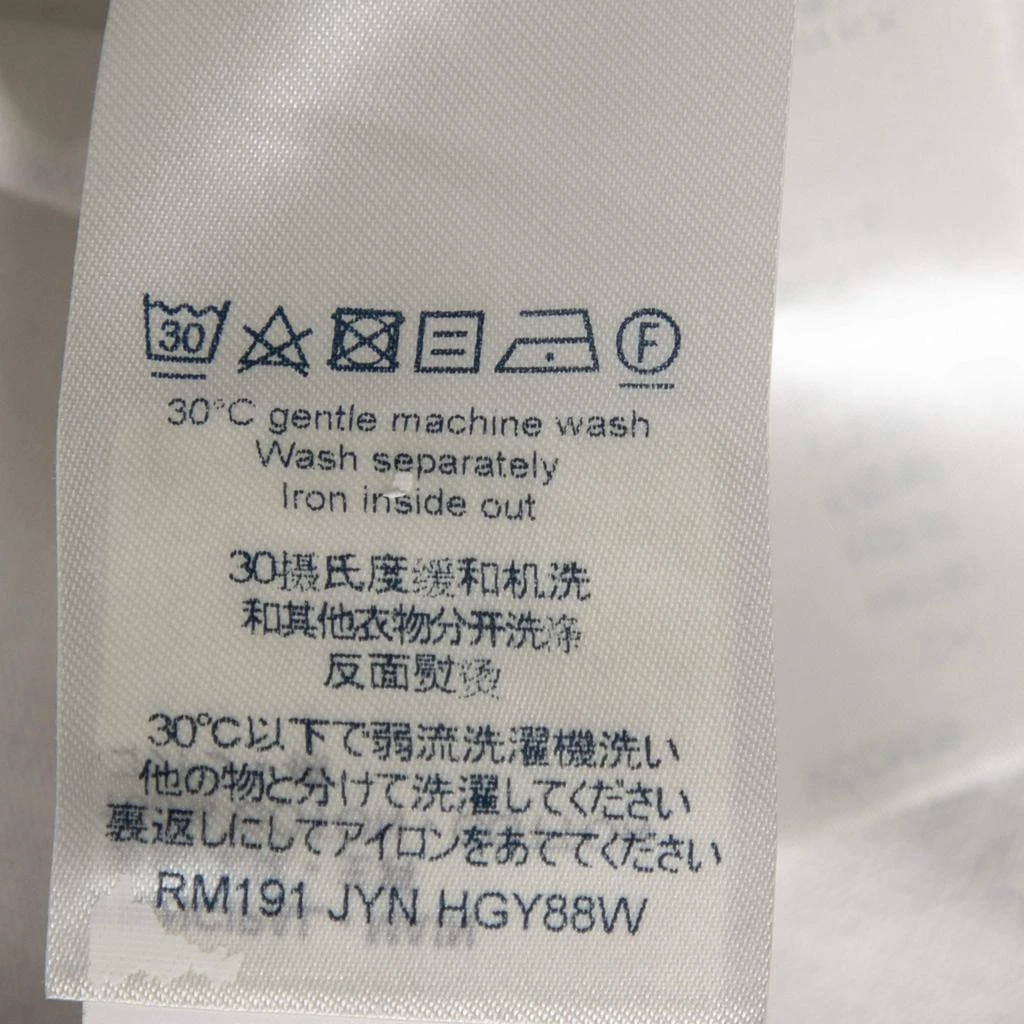 30
F
30°C gentle machine wash
Wash separately
Iron inside out
30摄氏度缓和机洗
和其他衣物分开洗涤
反面熨烫
30℃以下で弱流洗濯機洗い
他の物と分けて洗濯してください
裏返しにしてアイロンをあててください
RM191 JYN HGY88W